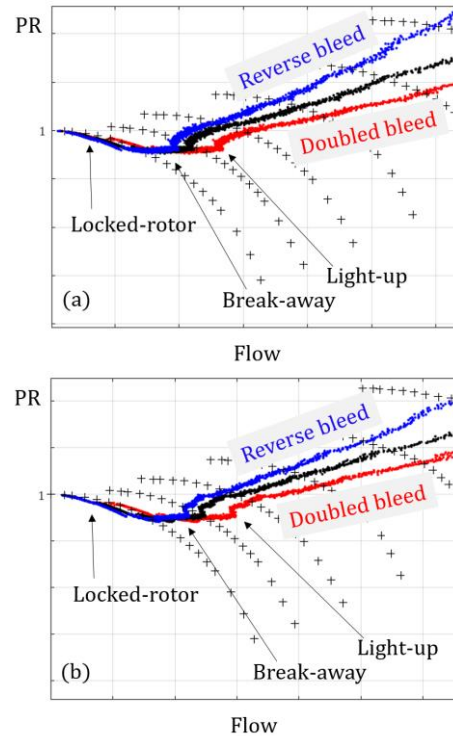 PR
Reverse bleed
1
Doubled bleed
Locked-rotor
Light-up
(a)
Break-away
Flow
PR
Reverse bleed
1
Doubled bleed
Locked-rotor
Light-up
Break-away
(b)
Flow